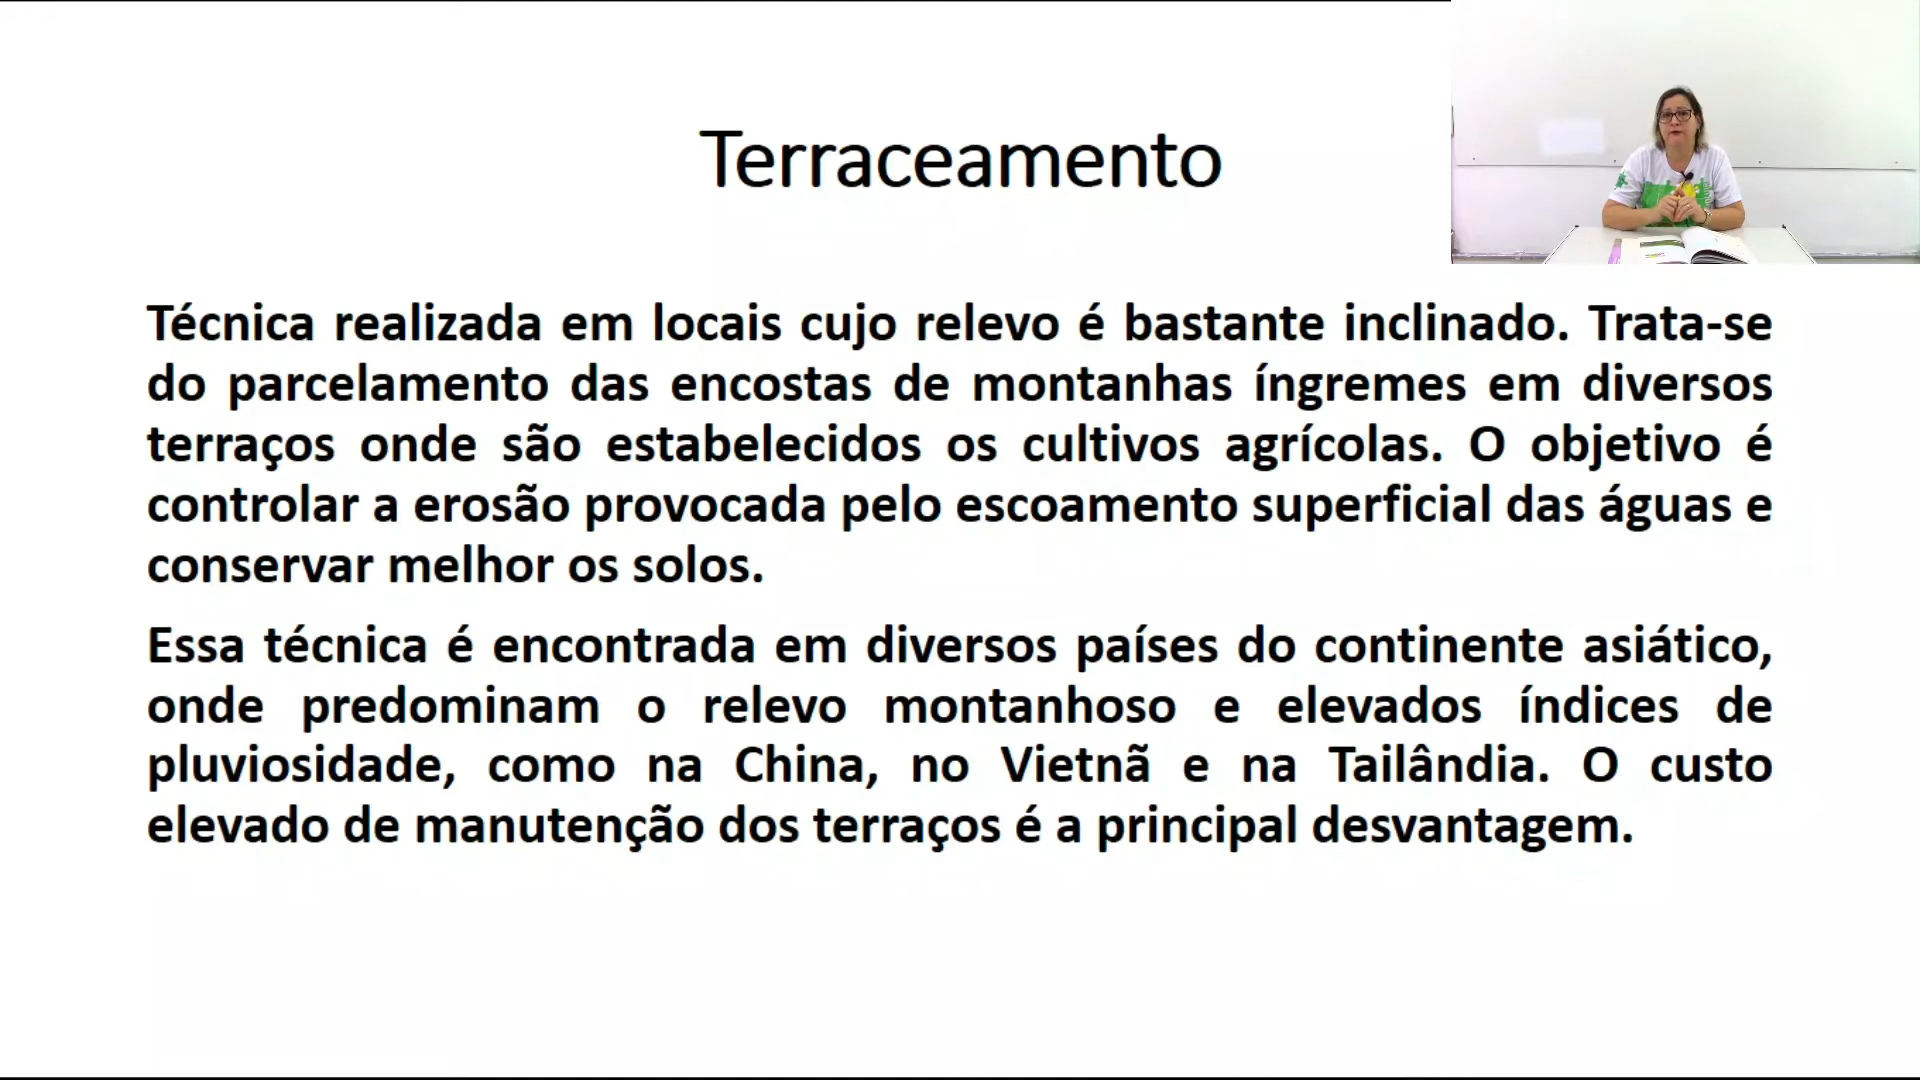 Terraceamento
Técnica realizada em locais cujo relevo é bastante inclinado. Trata-se
do parcelamento das encostas de montanhas íngremes em diversos
terraços onde são estabelecidos os cultivos agrícolas. O objetivo é
controlar a erosão provocada pelo escoamento superficial das águas e
conservar melhor os solos.
Essa técnica é encontrada em diversos países do continente asiático,
onde predominam o relevo montanhoso e elevados índices de
pluviosidade, como na China, no Vietnã e na Tailândia. O custo
elevado de manutenção dos terraços é a principal desvantagem.